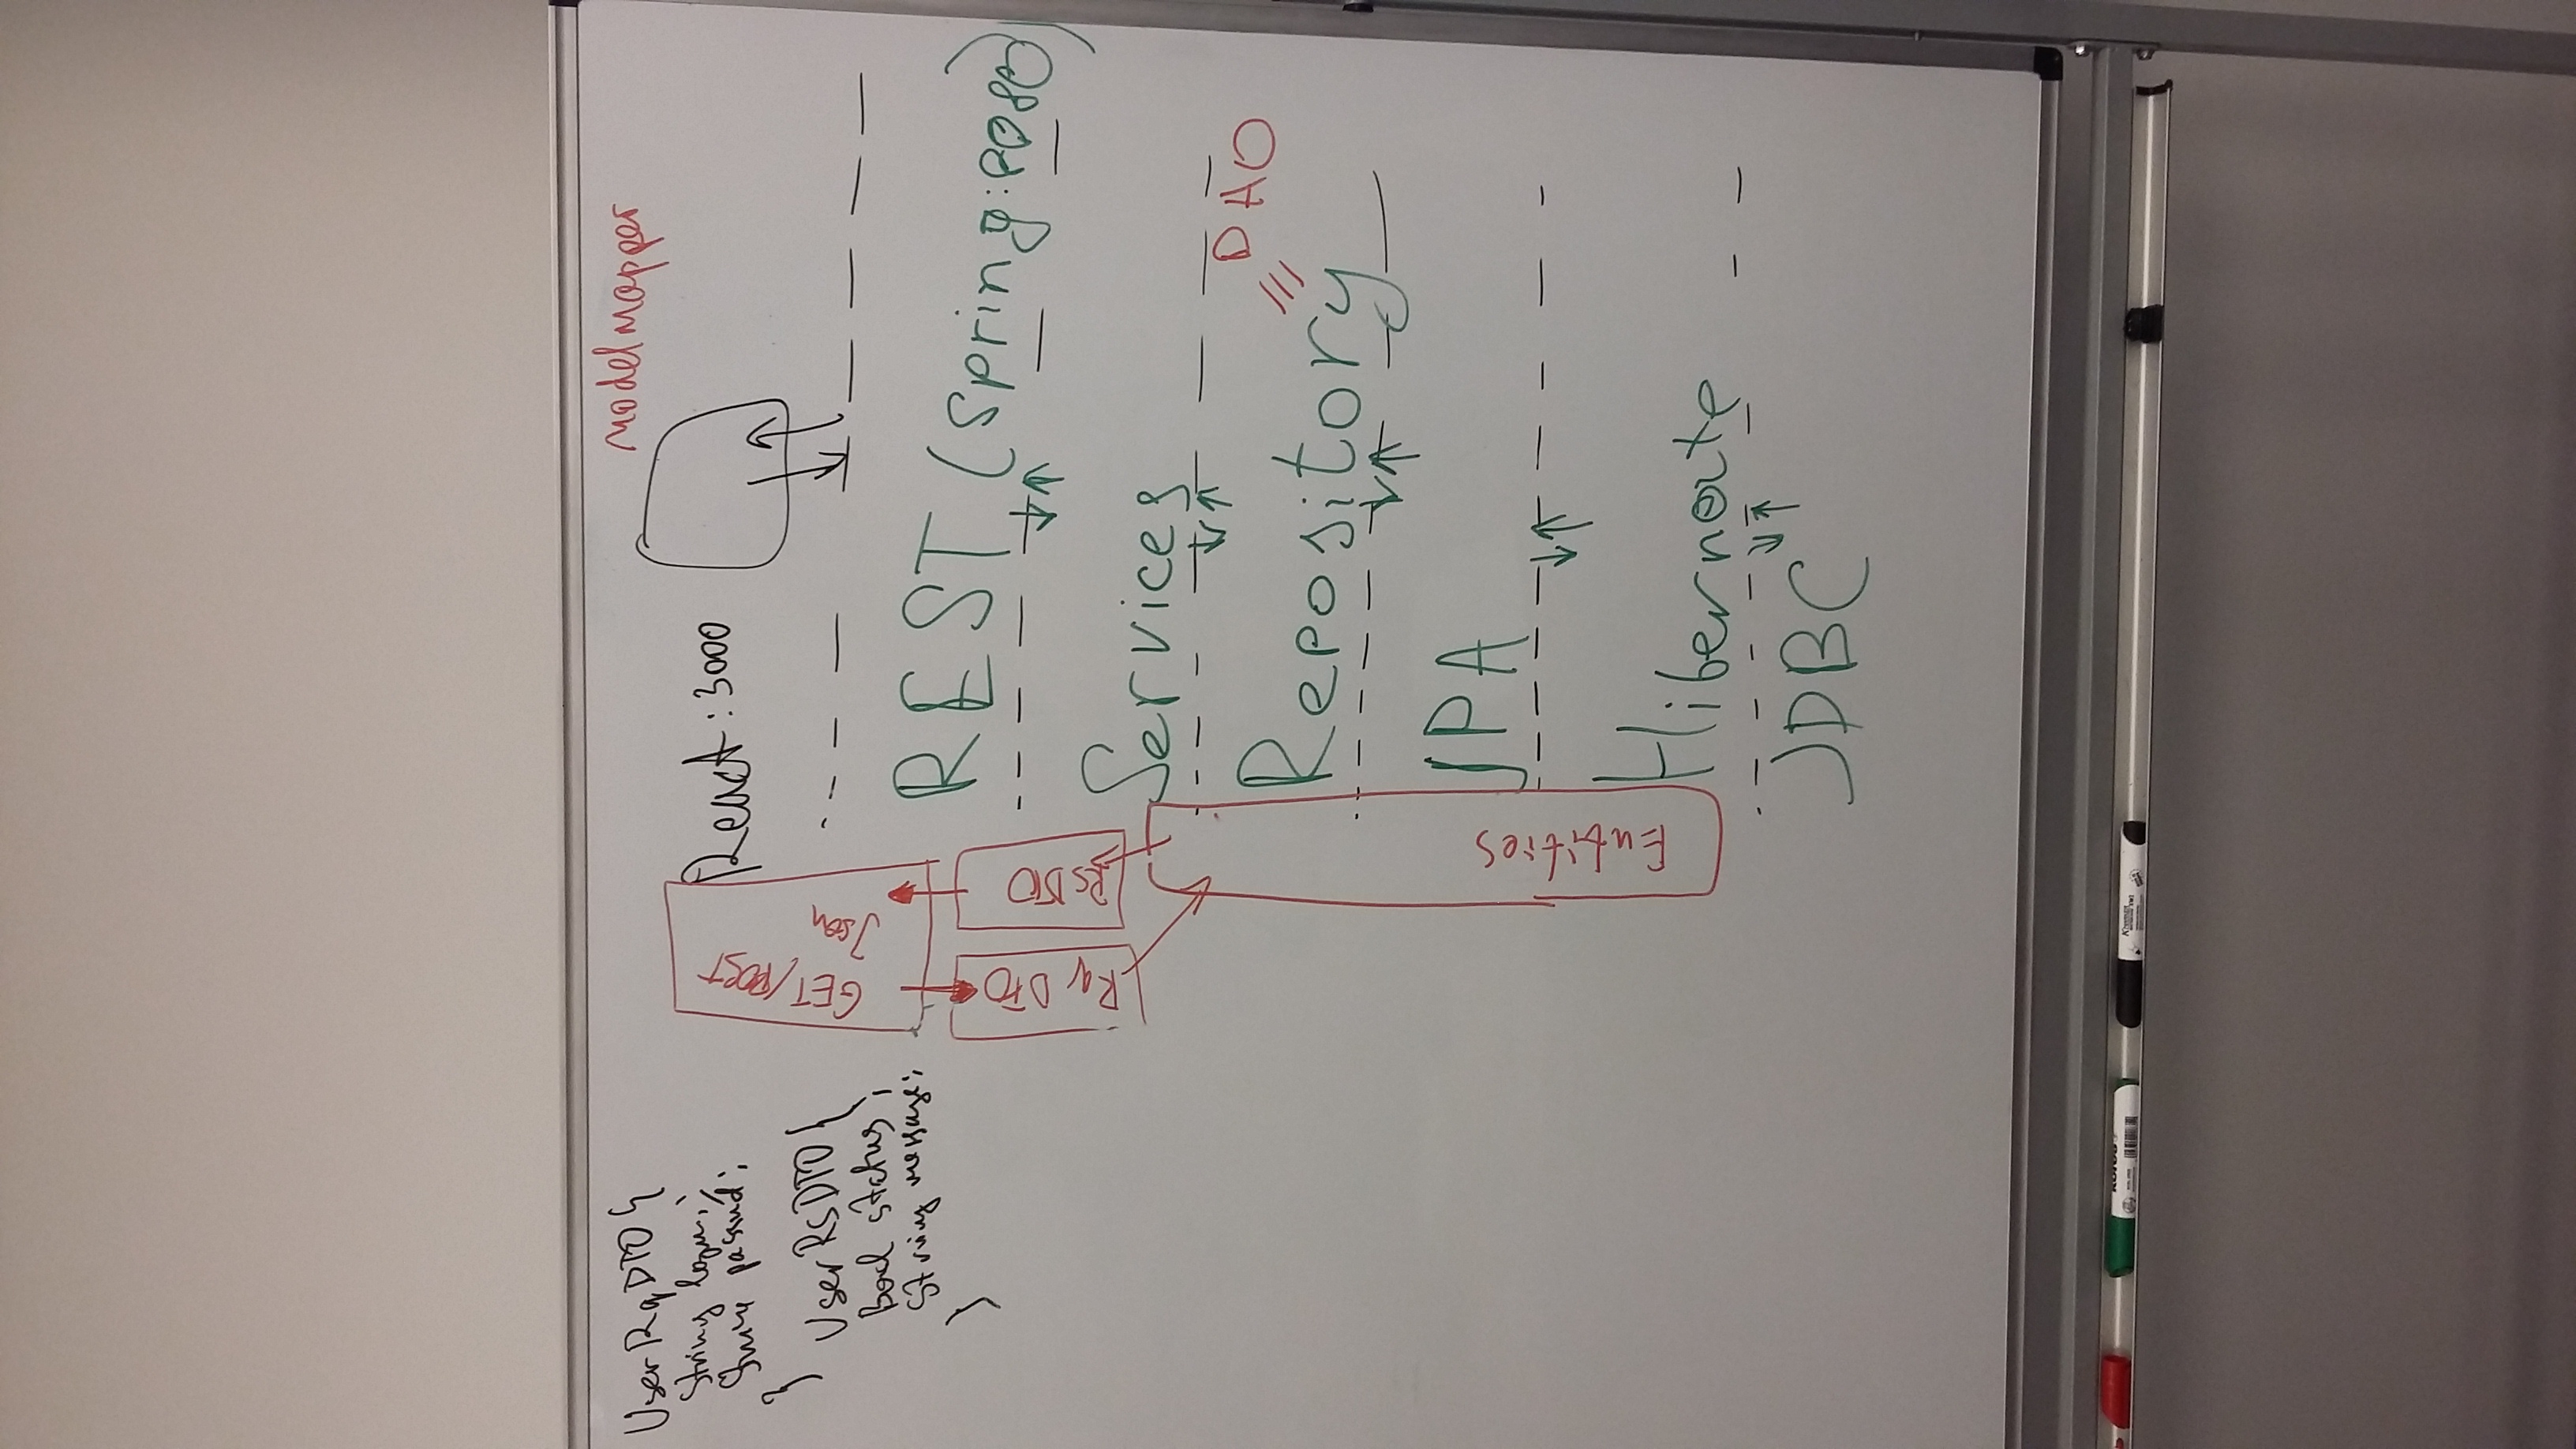 UserRqDTO{
String login;
String passwd;
}
UserRsDTO{
Bool status;
String message;
}
GET/POST
Json
RqDTO
RsDTO
Entities
modelmapper
React:3000
REST (Spring:8080)
Services
DAO
Repository
JPA
Hibernate
JDBC